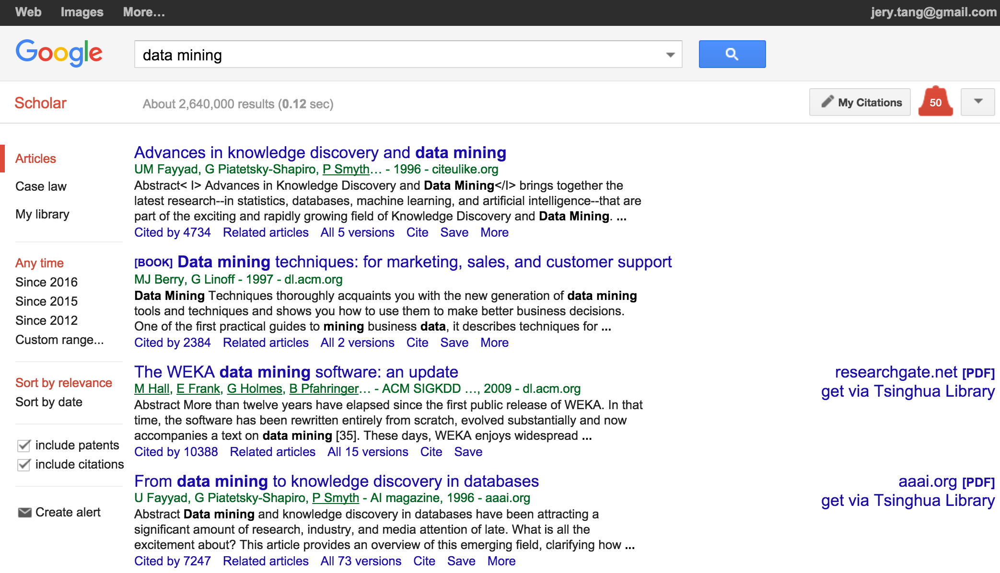 Web Images More... jery.tang@gmail.com
Google data mining
Scholar About 2,640,000 results (0.12 sec) My Citations 50
Articles
Case law
My library
Any time
Since 2016
Since 2015
Since 2012
Custom range...
Sort by relevance
Sort by date
include patents
include citations
Create alert
Advances in knowledge discovery and data mining
UM Fayyad, G Piatetsky-Shapiro, P Smyth… - 1996 - citeulike.org
Abstract< I> Advances in Knowledge Discovery and Data Mining</I> brings together the
latest research--in statistics, databases, machine learning, and artificial intelligence--that are
part of the exciting and rapidly growing field of Knowledge Discovery and Data Mining. ...
Cited by 4734 Related articles All 5 versions Cite Save More
[BOOK] Data mining techniques: for marketing, sales, and customer support
MJ Berry, G Linoff - 1997 - dl.acm.org
Data Mining Techniques thoroughly acquaints you with the new generation of data mining
tools and techniques and shows you how to use them to make better business decisions.
One of the first practical guides to mining business data, it describes techniques for ...
Cited by 2384 Related articles All 2 versions Cite Save More
The WEKA data mining software: an update
M Hall, E Frank, G Holmes, B Pfahringer… - ACM SIGKDD …, 2009 - dl.acm.org
Abstract More than twelve years have elapsed since the first public release of WEKA. In that
time, the software has been rewritten entirely from scratch, evolved substantially and now
accompanies a text on data mining [35]. These days, WEKA enjoys widespread ...
Cited by 10388 Related articles All 15 versions Cite Save
researchgate.net [PDF]
get via Tsinghua Library
From data mining to knowledge discovery in databases
U Fayyad, G Piatetsky-Shapiro, P Smyth - AI magazine, 1996 - aaai.org
Abstract Data mining and knowledge discovery in databases have been attracting a
significant amount of research, industry, and media attention of late. What is all the
excitement about? This article provides an overview of this emerging field, clarifying how ...
Cited by 7247 Related articles All 73 versions Cite Save More
aaai.org [PDF]
get via Tsinghua Library